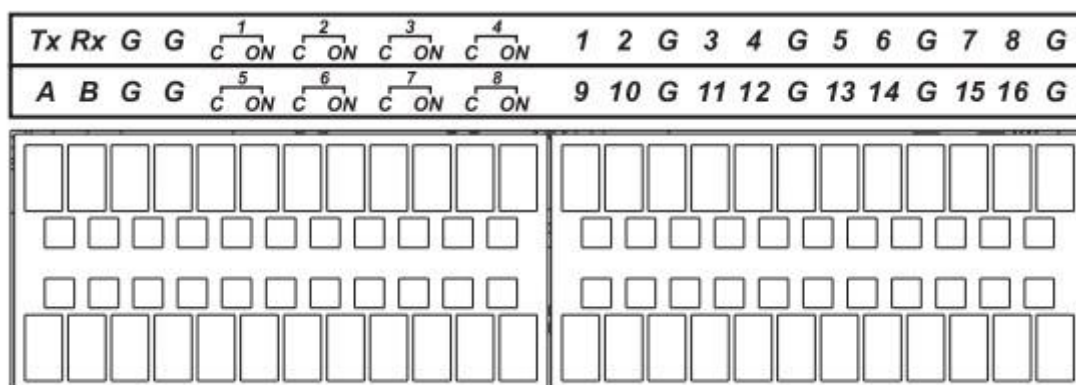 Tx Rx G G 1 C ON 2 C ON 3 C ON 4 C ON 1 2 G 3 4 G 5 6 G 7 8 G
A B G G 5 C ON 6 C ON 7 C ON 8 C ON 9 10 G 11 12 G 13 14 G 15 16 G